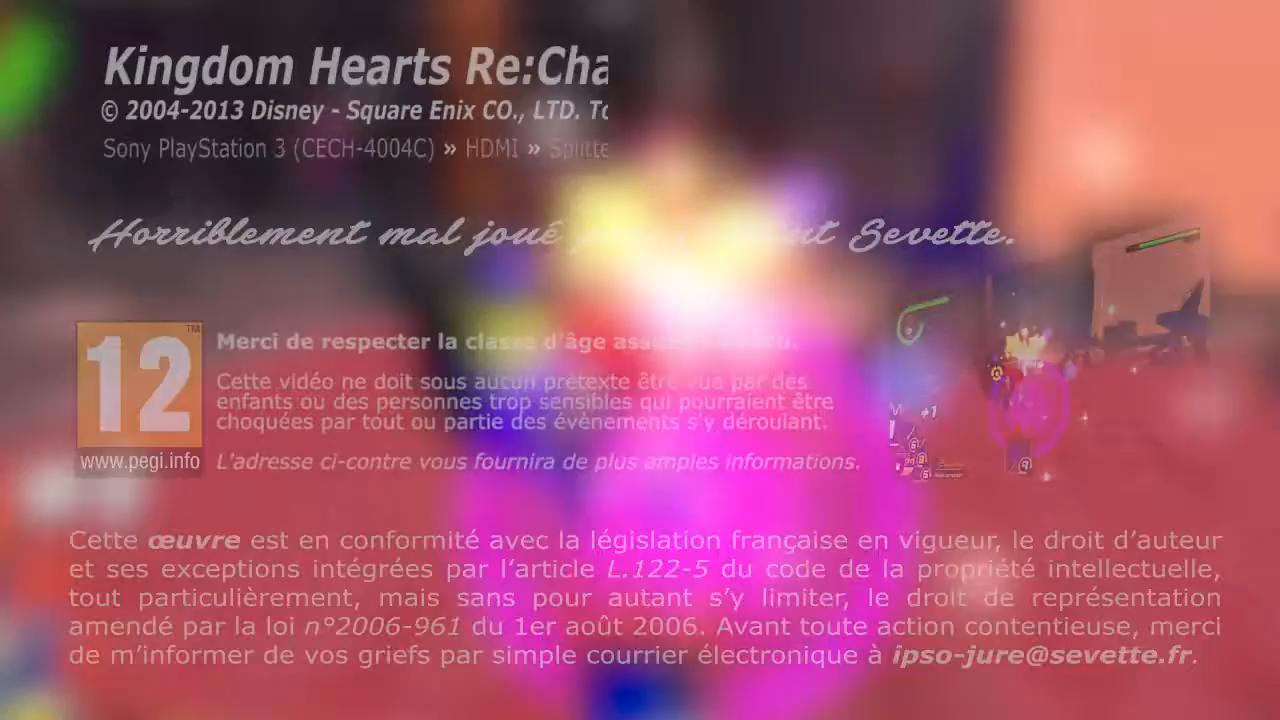 Kingdom Hearts Re:Cha
© 2004-2013 Disney - Square Enix CO., LTD. To
Sony PlayStation 3 (CECH-4004C) » HDMI » Splitte
Horriblement mal joué Sevette.
12
TM
www.pegi.info
Merci de respecter la classe d'âge
Cette vidéo ne doit sous aucun prétexte être vue par des
enfants ou des personnes trop sensibles qui pourraient être
choquées par tout ou partie des événements s'y déroulant.
L'adresse ci-contre vous fournira de plus amples informations.
Cette œuvre est en conformité avec la législation française en vigueur, le droit d’auteur
et ses exceptions intégrées par l’article L.122-5 du code de la propriété intellectuelle,
tout particulièrement, mais sans pour autant s’y limiter, le droit de représentation
amendé par la loi n°2006-961 du 1er août 2006. Avant toute action contentieuse, merci
de m’informer de vos griefs par simple courrier électronique à ipso-jure@sevette.fr.